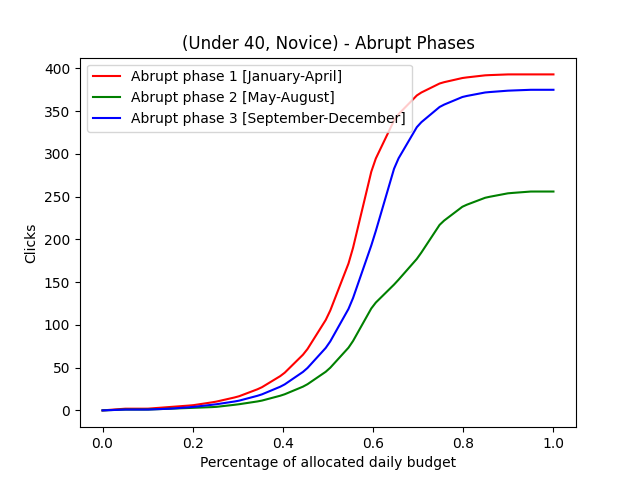 (Under 40, Novice) - Abrupt Phases
400
350
300
250
200
150
100
50
0
Clicks
Abrupt phase 1 [January-April]
Abrupt phase 2 [May-August]
Abrupt phase 3 [September-December]
0.0 0.2 0.4 0.6 0.8 1.0
Percentage of allocated daily budget